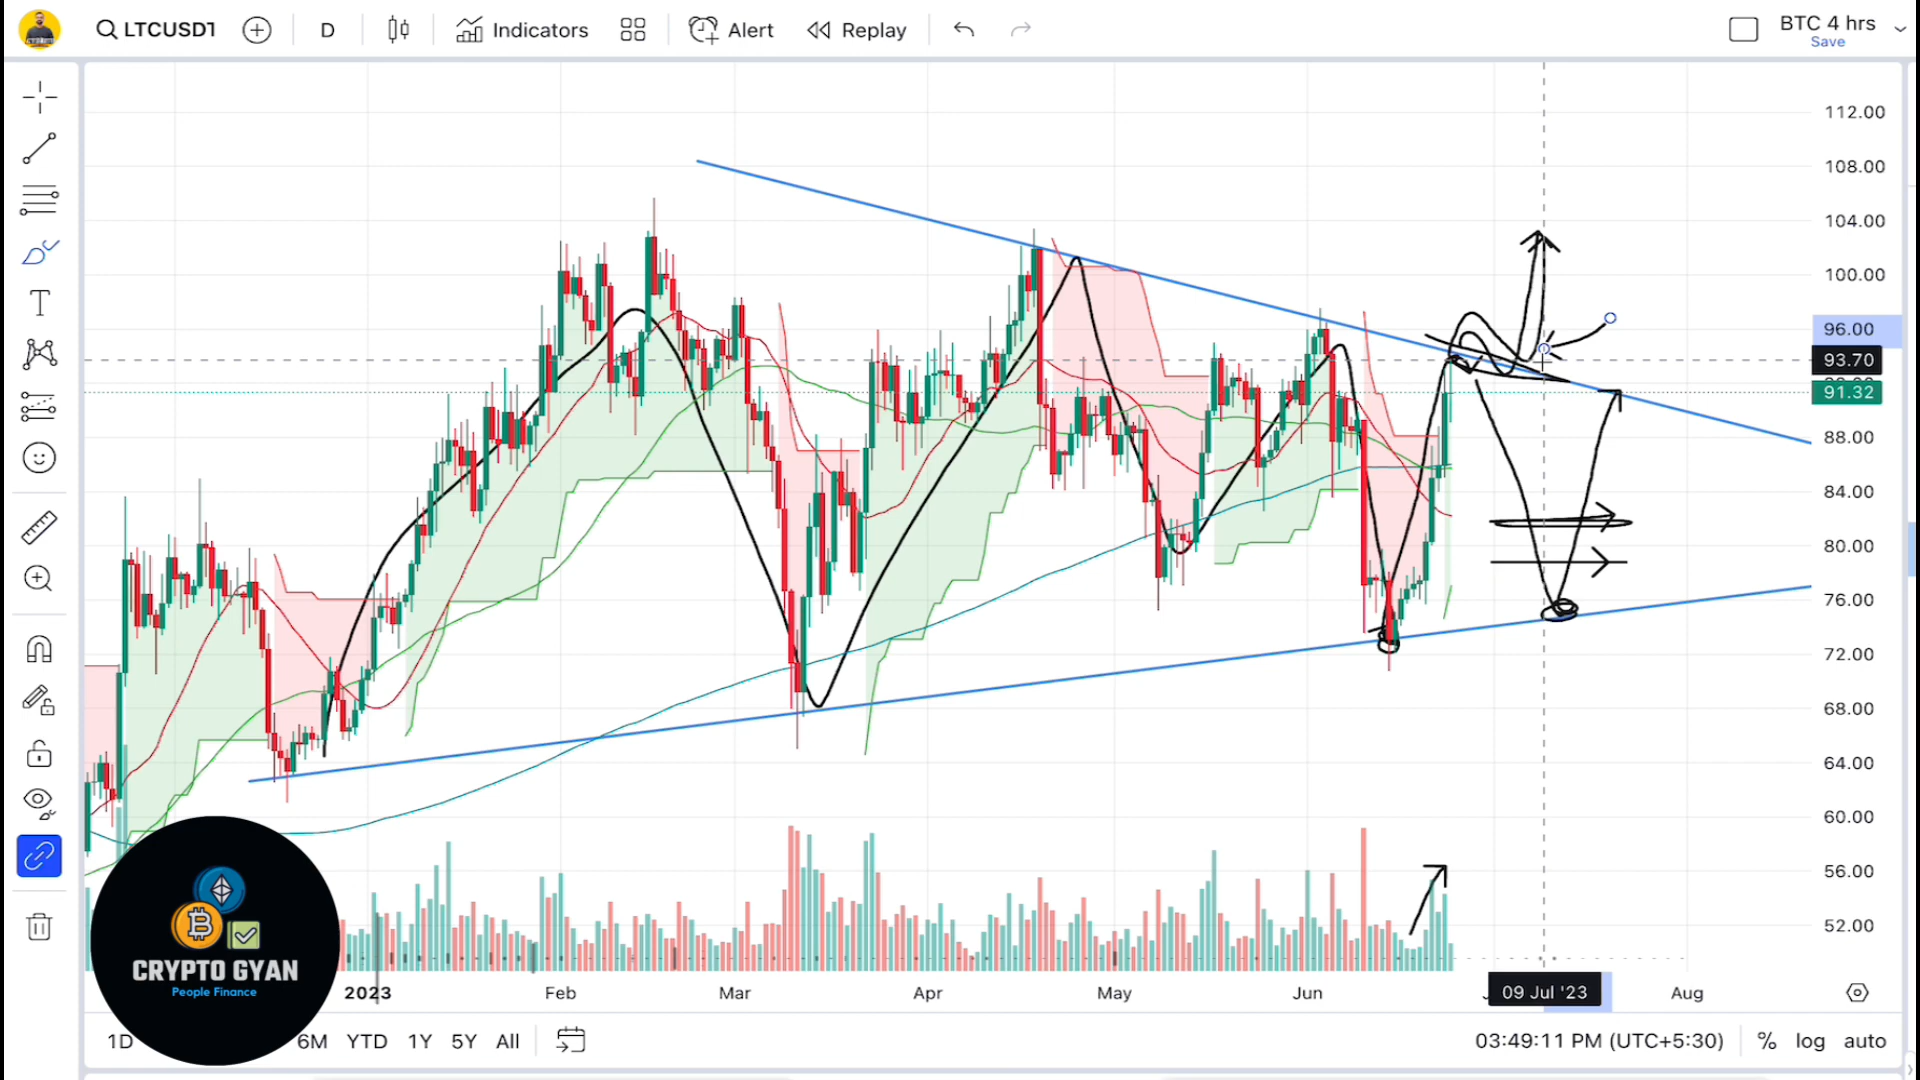 LTCUSDT
D
Indicators
Alert
Replay
BTC 4 hrs
Save
112.00
108.00
104.00
100.00
96.00
93.70
91.32
88.00
84.00
80.00
76.00
72.00
68.00
64.00
60.00
56.00
52.00
CRYPTO GYAN
People Finance
2023 Feb Mar Apr May Jun 09 Jul '23 Aug
1D 6M YTD 1Y 5Y All 03:49:11 PM (UTC+5:30) % log auto